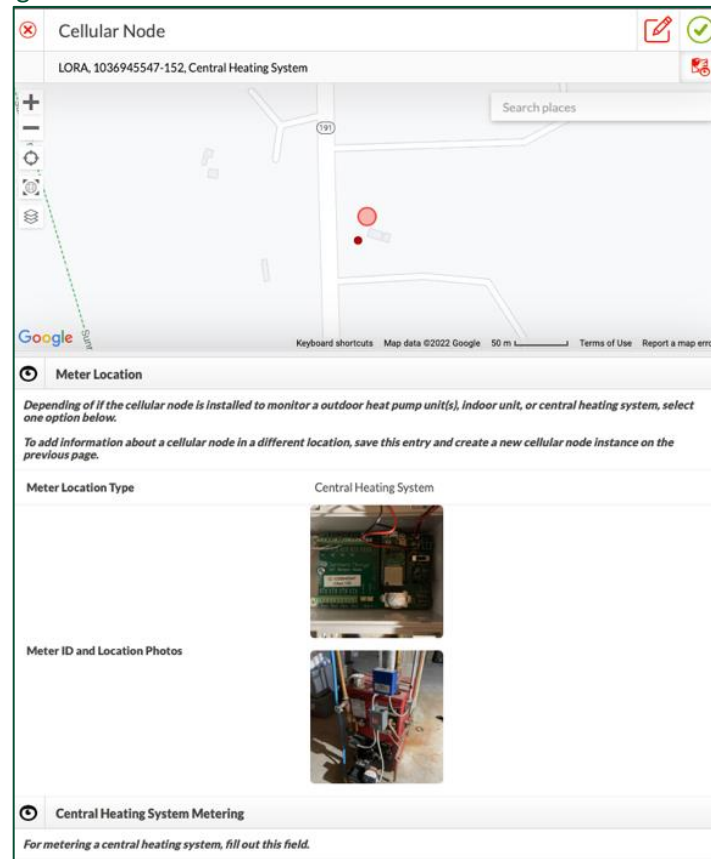 Cellular Node
LORA, 1036945547-152, Central Heating System
Search places
191
Google
Keyboard shortcuts Map data ©2022 Google 50 m Terms of Use Report a map erro
Meter Location
Depending of if the cellular node is installed to monitor a outdoor heat pump unit(s), indoor unit, or central heating system, select
one option below.
To add information about a cellular node in a different location, save this entry and create a new cellular node instance on the
previous page.
Meter Location Type Central Heating System
Meter ID and Location Photos
Central Heating System Metering
For metering a central heating system, fill out this field.